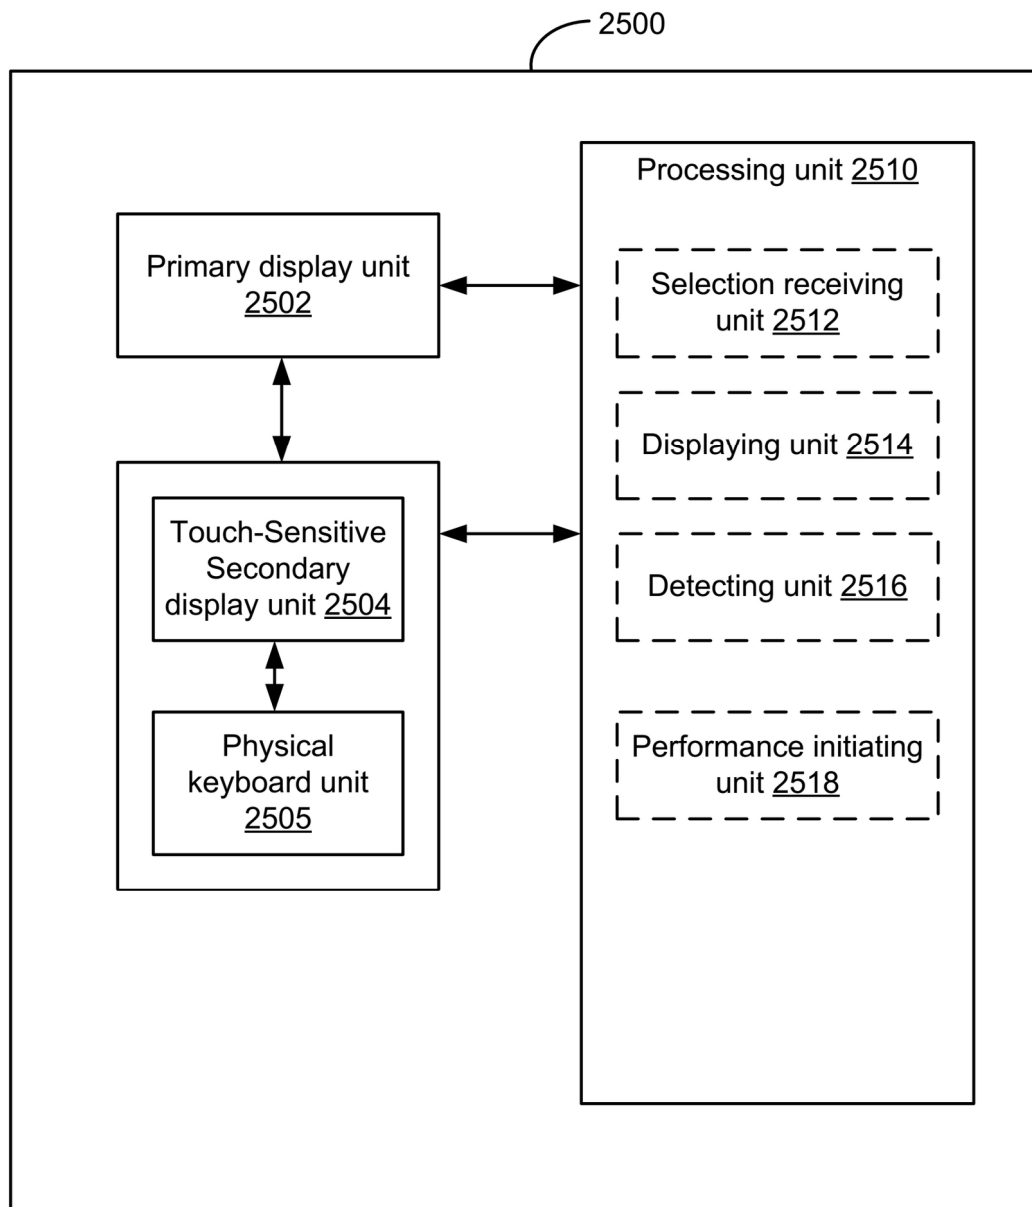 2500
Processing unit 2510
Primary display unit
2502
Selection receiving
unit 2512
Displaying unit 2514
Touch-Sensitive
Secondary
display unit 2504
Detecting unit 2516
Physical
keyboard unit
2505
Performance initiating
unit 2518